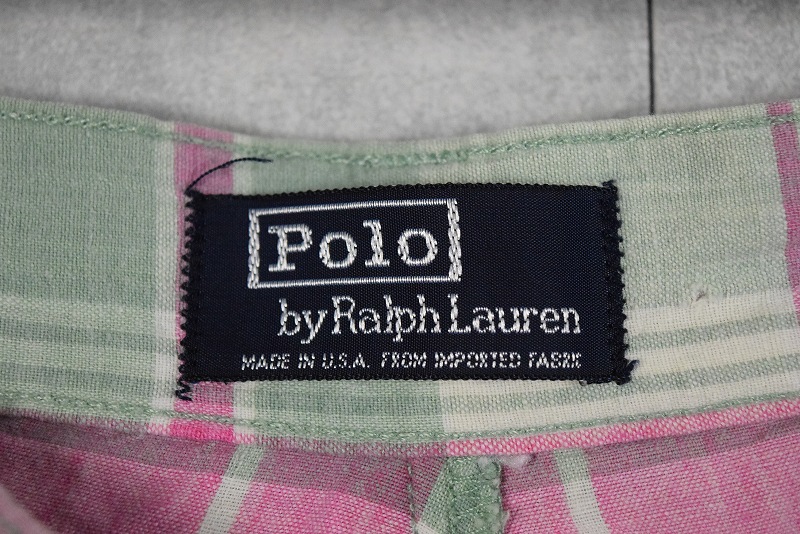 Polo
by Ralph Lauren
MADE IN U.S.A. FROM IMPORTED FABRIC